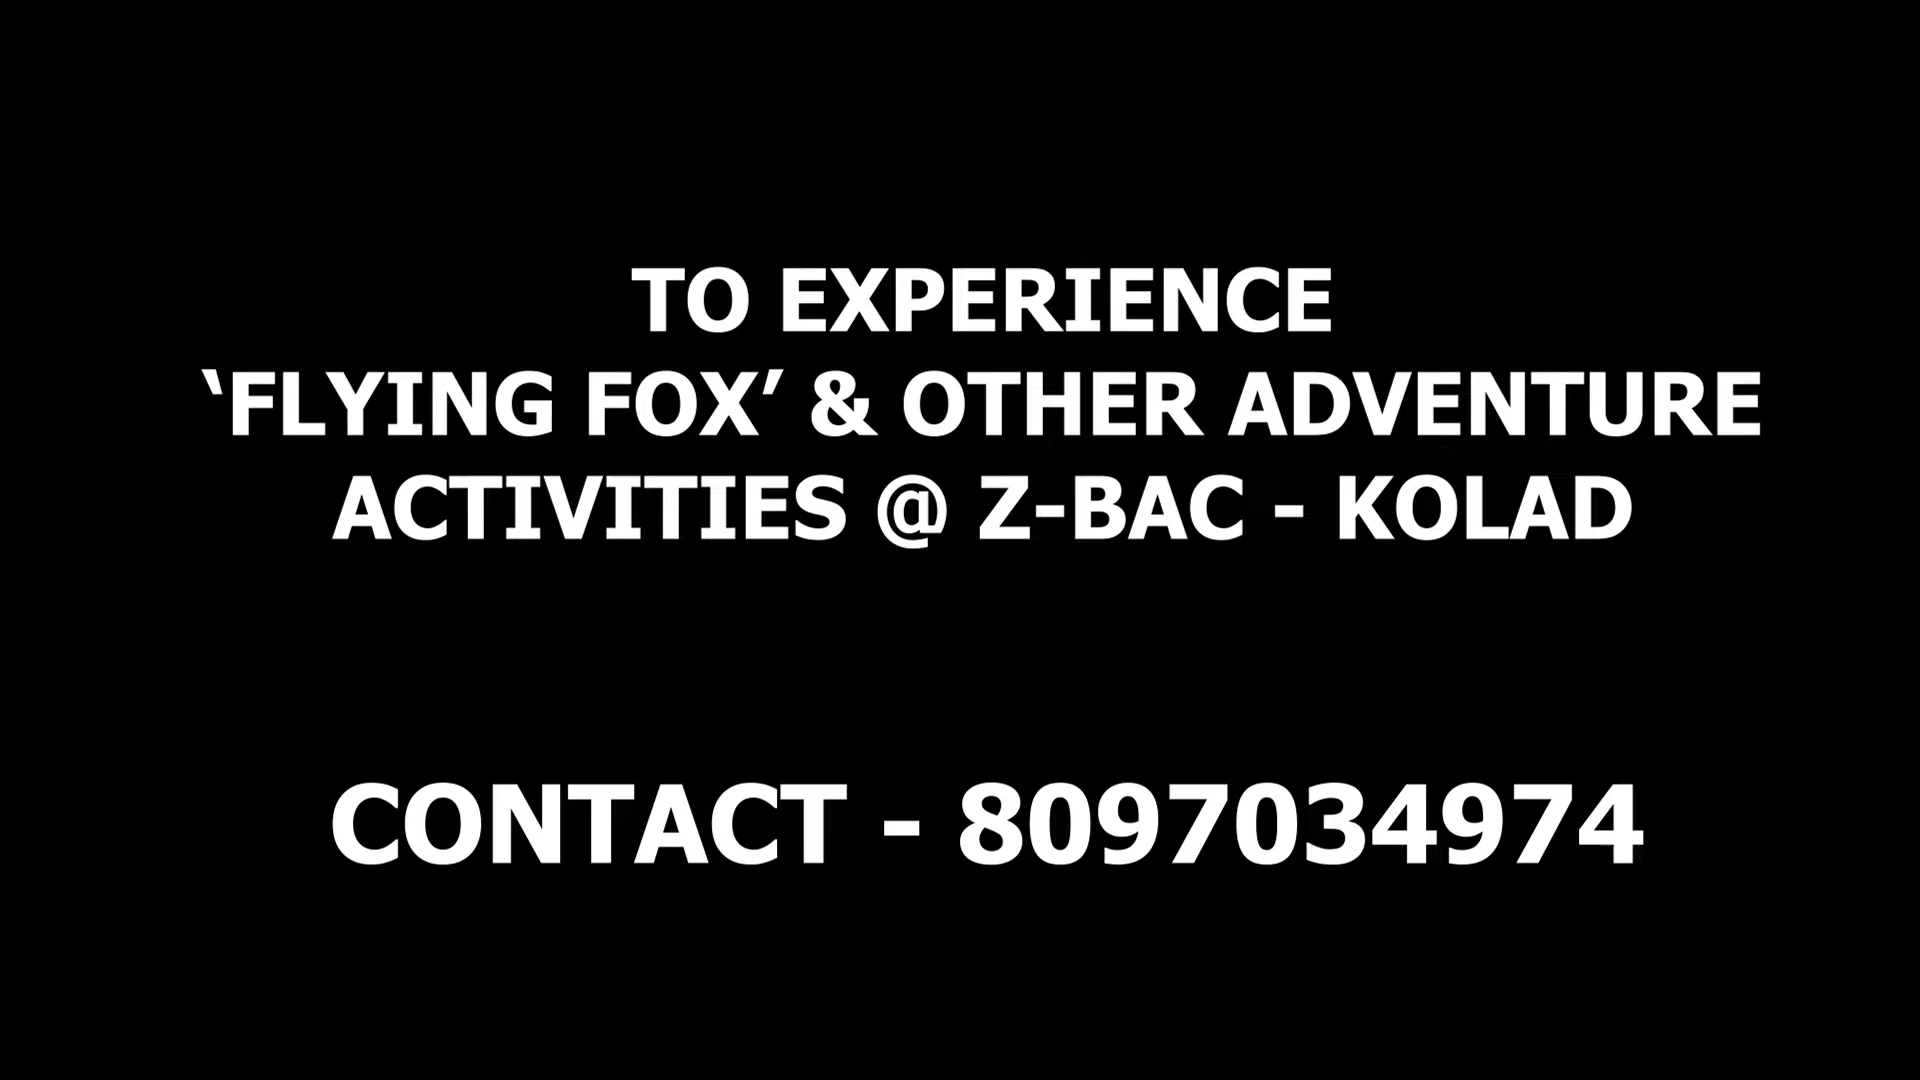 TO EXPERIENCE
‘FLYING FOX’ & OTHER ADVENTURE
ACTIVITIES @ Z-BAC - KOLAD
CONTACT - 8097034974